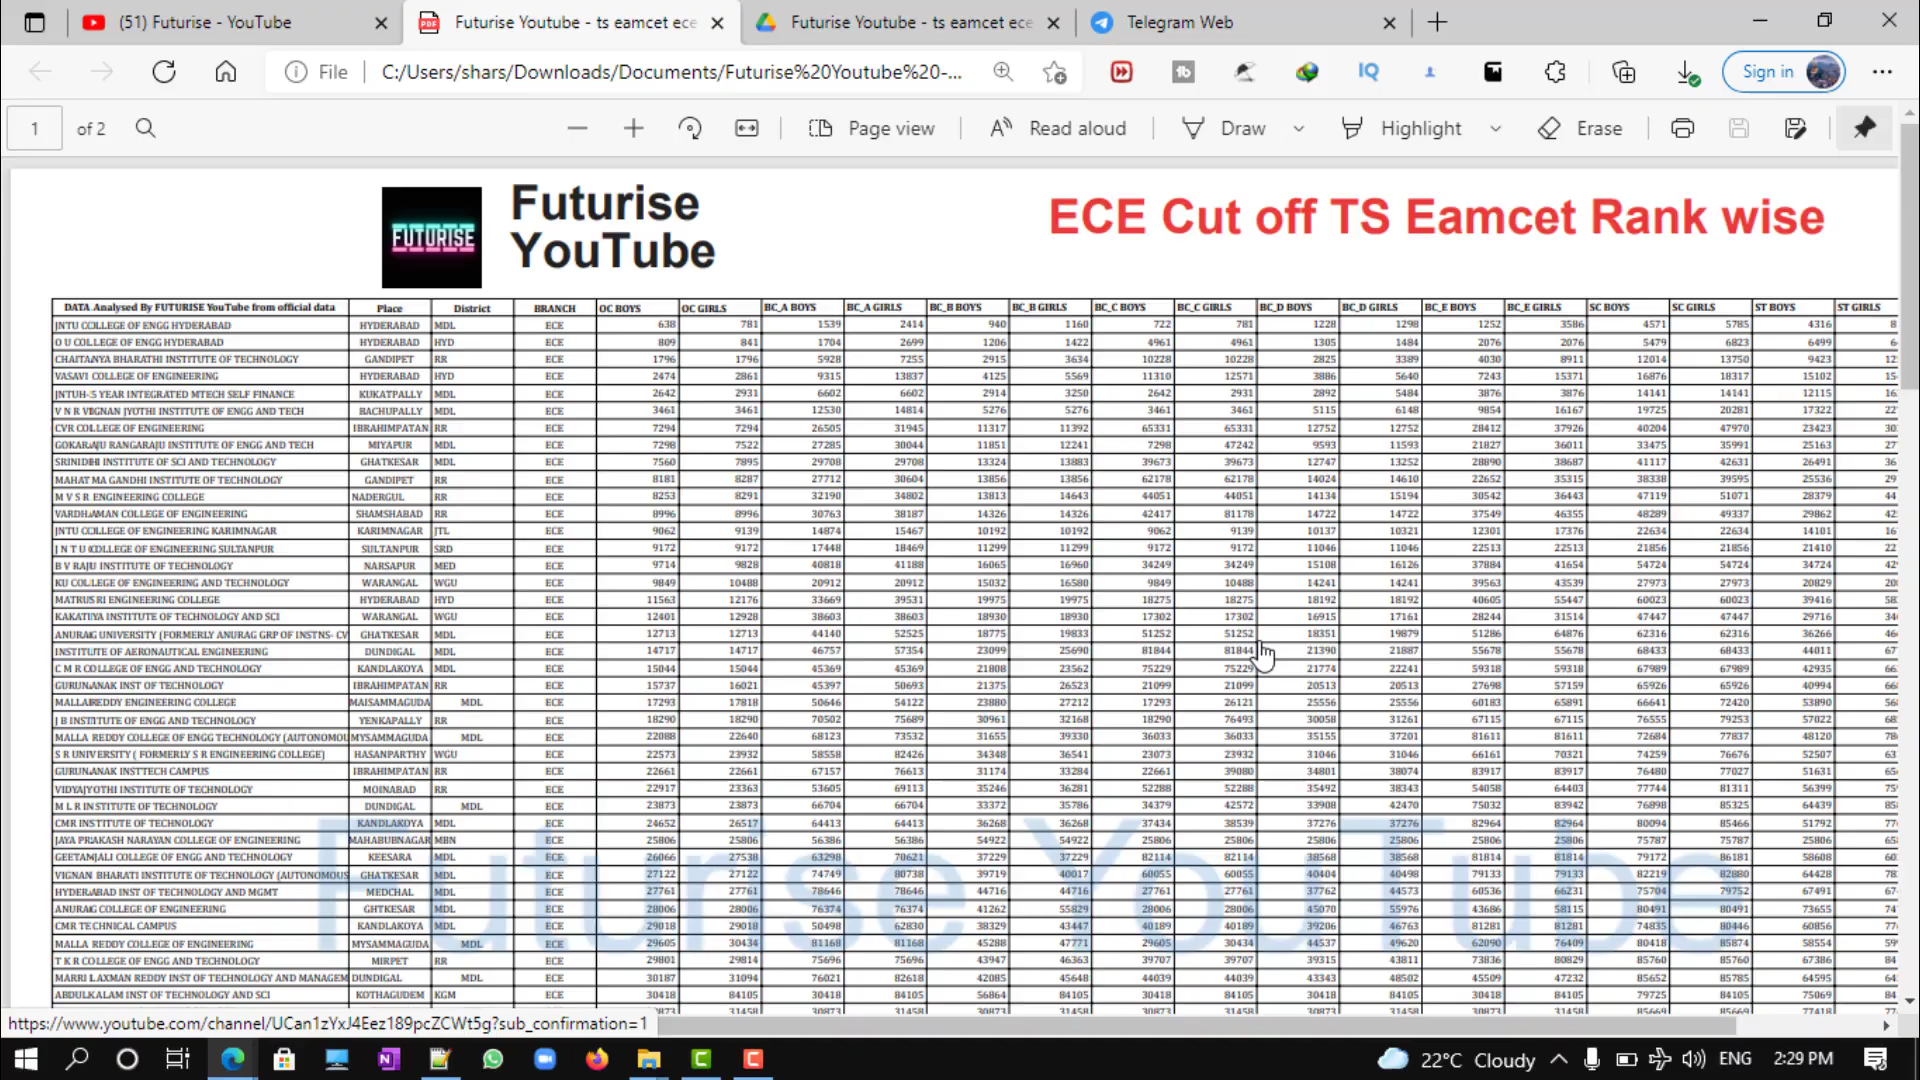 (51) Futurise - YouTube
Futurise Youtube - ts eamcet ece
Futurise Youtube - ts eamcet ece
Telegram Web
File
C:/Users/shars/Downloads/Documents/Futurise%20Youtube%20-...
Sign in
1 of 2
Page view
Read aloud
Draw
Highlight
Erase
FUTURISE
Futurise
YouTube
ECE Cut off TS Eamcet Rank wise
DATA Analysed By FUTURISE YouTube from official data Place District BRANCH OC BOYS OC GIRLS BC_A BOYS BC_A GIRLS BC_B BOYS BC_B GIRLS BC_C BOYS BC_C GIRLS BC_D BOYS BC_D GIRLS BC_E BOYS BC_E GIRLS SC BOYS SC GIRLS ST BOYS ST GIRLS
JNTU COLLEGE OF ENGG HYDERABAD HYDERABAD MDL ECE 638 781 1539 2414 940 1160 722 781 1228 1298 1252 3586 4571 5785 4316
O U COLLEGE OF ENGG HYDERABAD HYDERABAD HYD ECE 809 841 1704 2699 1206 1422 4961 4961 1305 1484 2076 2076 5479 6823 6499
CHAITANYA BHARATHI INSTITUTE OF TECHNOLOGY GANDIPET RR ECE 1796 1796 5928 7255 2915 3634 10228 10228 2825 3389 4030 8911 12014 13750 9423
VASAVI COLLEGE OF ENGINEERING HYDERABAD HYD ECE 2474 2861 9315 13837 4125 5569 11310 12571 3886 5640 7243 15371 16876 18317 15102
JNTUH-5 YEAR INTEGRATED MTECH SELF FINANCE KUKATPALLY MDL ECE 2642 2931 6602 6602 2914 3250 2642 2931 2892 5484 3876 3876 14141 14141 12115
V N R VIGNAN JYOTHI INSTITUTE OF ENGG AND TECH BACHUPALLY MDL ECE 3461 3461 12530 14814 5276 5276 3461 3461 5115 6148 9854 16167 19725 20281 17322
CVR COLLEGE OF ENGINEERING IBRAHIMPATAN RR ECE 7294 7294 26505 31945 11317 11392 65331 65331 12752 12752 28412 37926 40204 47970 23423
GOKARAJU RANGARAJU INSTITUTE OF ENGG AND TECH MIYAPUR MDL ECE 7298 7522 27285 30044 11851 12241 7298 47242 9593 11593 21827 36011 33475 35991 25163
SRINIDHI INSTITUTE OF SCI AND TECHNOLOGY GHATKESAR MDL ECE 7560 7895 29708 29708 13324 13883 39673 39673 12747 13252 28890 38687 41117 42631 26491
MAHATMA GANDHI INSTITUTE OF TECHNOLOGY GANDIPET RR ECE 8181 8287 27712 30604 13856 13856 62178 62178 14024 14610 22652 35315 38338 39595 25536
M V S R ENGINEERING COLLEGE NADERGUL RR ECE 8253 8291 32190 34802 13813 14643 44051 44051 14134 15194 30542 36443 47119 51071 28379
VARDHAMAN COLLEGE OF ENGINEERING SHAMSHABAD RR ECE 8996 8996 30763 38187 14326 14326 42417 81178 14722 14722 37549 46355 48289 49337 29862
JNTU COLLEGE OF ENGINEERING KARIMNAGAR KARIMNAGAR JTL ECE 9062 9139 14874 15467 10192 10192 9062 9139 10137 10321 12301 17376 22634 22634 14101
J N T U COLLEGE OF ENGINEERING SULTANPUR SULTANPUR SRD ECE 9172 9172 17448 18469 11299 11299 9172 9172 11046 11046 22513 22513 21856 21856 21410
B V RAJU INSTITUTE OF TECHNOLOGY NARSAPUR MED ECE 9714 9828 40818 41188 16065 16960 34249 34249 15108 16126 37884 41654 54724 54724 34724
KU COLLEGE OF ENGINEERING AND TECHNOLOGY WARANGAL WGU ECE 9849 10488 20912 20912 15032 16580 9849 10488 14241 14241 39563 43539 27973 27973 20829
MATRUSRI ENGINEERING COLLEGE HYDERABAD HYD ECE 11563 12176 33669 39531 19975 19975 18275 18275 18192 18192 40605 55447 60023 60023 39416
KAKATIYA INSTITUTE OF TECHNOLOGY AND SCI WARANGAL WGU ECE 12401 12928 38603 38603 18930 18930 17302 17302 16915 17161 28244 31514 47447 47447 29716
ANURAG UNIVERSITY (FORMERLY ANURAG GRP OF INSTNS- CV GHATKESAR MDL ECE 12713 12713 44140 52525 18775 19833 51252 51252 18351 19879 51286 64876 62316 62316 36266
INSTITUTE OF AERONAUTICAL ENGINEERING DUNDIGAL MDL ECE 14717 14717 46757 57354 23099 25690 81844 81844 21390 21887 55678 55678 68433 68433 44011
C M R COLLEGE OF ENGG AND TECHNOLOGY KANDLAKOYA MDL ECE 15044 15044 45369 45369 21808 23562 75229 75229 21774 22241 59318 59318 67989 67989 42935
GURUNANAK INST OF TECHNOLOGY IBRAHIMPATAN RR ECE 15737 16021 45397 50693 21375 26523 21099 21099 20513 20513 27698 57159 65926 65926 40994
MALLAREDDY ENGINEERING COLLEGE MAISAMMAGUDA MDL ECE 17293 17818 50646 54122 23880 27212 17293 26121 25556 25556 60183 65891 66641 72420 53890
J B INSTITUTE OF ENGG AND TECHNOLOGY YENKAPALLY RR ECE 18290 18290 70502 75689 30961 32168 18290 76493 30058 31261 67115 67115 76555 79253 57022
MALLA REDDY COLLEGE OF ENGG TECHNOLOGY (AUTONOMOU MYSAMMAGUDA MDL ECE 22088 22640 68123 73532 31655 39330 36033 36033 35155 37201 81611 81611 72684 77837 48120
S R UNIVERSITY ( FORMERLY S R ENGINEERING COLLEGE) HASANPARTHY WGU ECE 22573 23932 58558 82426 34348 36541 23073 23932 31046 31046 66161 70321 74259 76676 52507
GURUNANAK INSTTECH CAMPUS IBRAHIMPATAN RR ECE 22661 22661 67157 76613 31174 33284 22661 39080 34801 38074 83917 83917 76480 77027 51631
VIDYAJYOTHI INSTITUTE OF TECHNOLOGY MOINABAD RR ECE 22917 23363 53605 69113 35246 36281 52288 52288 35492 38343 54058 64403 77744 81311 56399
M L R INSTITUTE OF TECHNOLOGY DUNDIGAL MDL ECE 23873 23873 66704 66704 33372 35786 34379 42572 33908 42470 75032 83942 76898 85325 64439
CMR INSTITUTE OF TECHNOLOGY KANDLAKOYA MDL ECE 24652 26517 64413 64413 36268 36268 37434 38539 37276 37276 82964 82964 80094 85466 51792
JAYA PRAKASH NARAYAN COLLEGE OF ENGINEERING MAHABUBNAGAR MBN ECE 25806 25806 56386 56386 54922 54922 25806 25806 25806 25806 25806 25806 75787 75787 25806
GEETANJALI COLLEGE OF ENGG AND TECHNOLOGY KEESARA MDL ECE 26066 27538 63298 70621 37229 37229 82114 82114 38568 38568 81814 81814 79172 86181 58608
VIGNAN BHARATI INSTITUTE OF TECHNOLOGY (AUTONOMOUS GHATKESAR MDL ECE 27122 27122 74749 80738 39719 40017 60055 60055 40404 40498 79133 79133 82219 82880 64428
HYDERABAD INST OF TECHNOLOGY AND MGMT MEDCHAL MDL ECE 27761 27761 78646 78646 44716 44716 27761 27761 37762 44573 60536 66231 75704 79752 67491
ANURAG COLLEGE OF ENGINEERING GHTKESAR MDL ECE 28006 28006 76374 76374 41262 55829 28006 28006 45070 55976 43686 58115 80491 80491 73655
CMR TECHNICAL CAMPUS KANDLAKOYA MDL ECE 29018 29018 50498 62830 38329 43447 40189 40189 39206 46763 81281 81281 74835 80446 60856
MALLA REDDY COLLEGE OF ENGINEERING MYSAMMAGUDA MDL ECE 29605 30434 81168 81168 45288 47771 29605 30434 44537 49620 62090 76409 80418 85874 58554
T K R COLLEGE OF ENGG AND TECHNOLOGY MIRPET RR ECE 29801 29814 75696 75696 43947 46363 39707 39707 39315 43811 73836 80829 85760 85760 67386
MARRI LAXMAN REDDY INST OF TECHNOLOGY AND MANAGEM DUNDIGAL MDL ECE 30187 31094 76021 82618 42085 45648 44039 44039 43343 48502 45509 47232 85652 85785 64595
ABDULKALAM INST OF TECHNOLOGY AND SCI KOTHAGUDEM KGM ECE 30418 84105 30418 84105 56864 84105 30418 84105 30418 84105 30418 84105 79725 84105 75069
Futurise YouTube
https://www.youtube.com/channel/UCan1zYxJ4Eez189pcZCWt5g?sub_confirmation=1
22°C Cloudy
ENG
2:29 PM